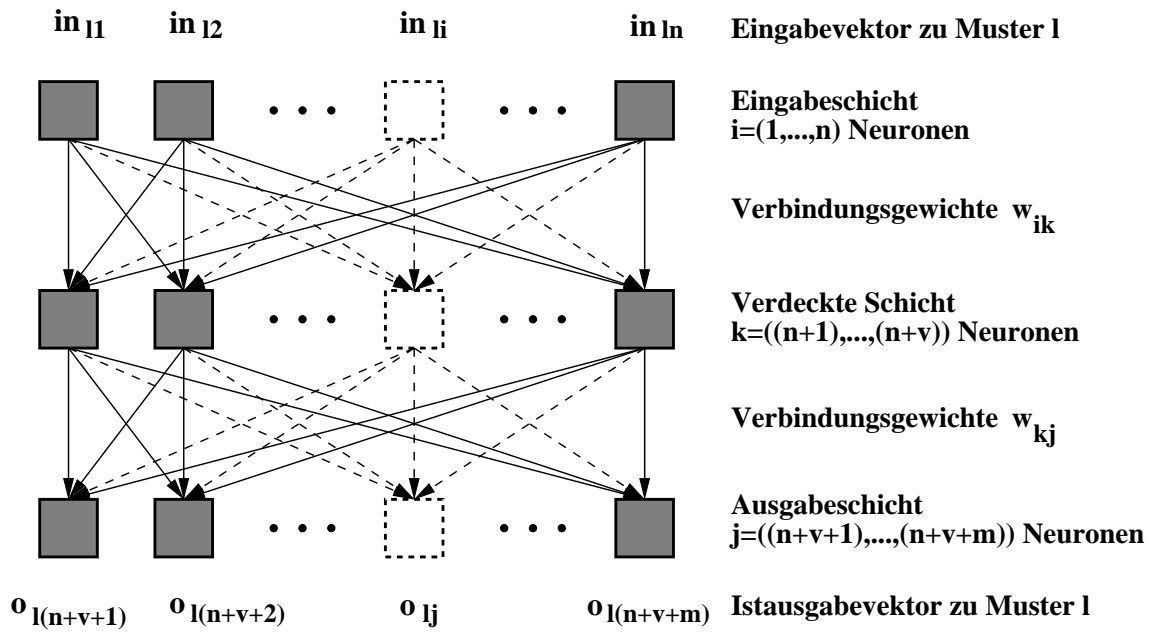 in l1 in l2 in li in ln Eingabevektor zu Muster l
Eingabeschicht
i=(1,...,n) Neuronen
Verbindungsgewichte w ik
Verdeckte Schicht
k=((n+1),...,(n+v)) Neuronen
Verbindungsgewichte w kj
Ausgabeschicht
j=((n+v+1),...,(n+v+m)) Neuronen
o l(n+v+1) o l(n+v+2) o lj o l(n+v+m) Istausgabevektor zu Muster l